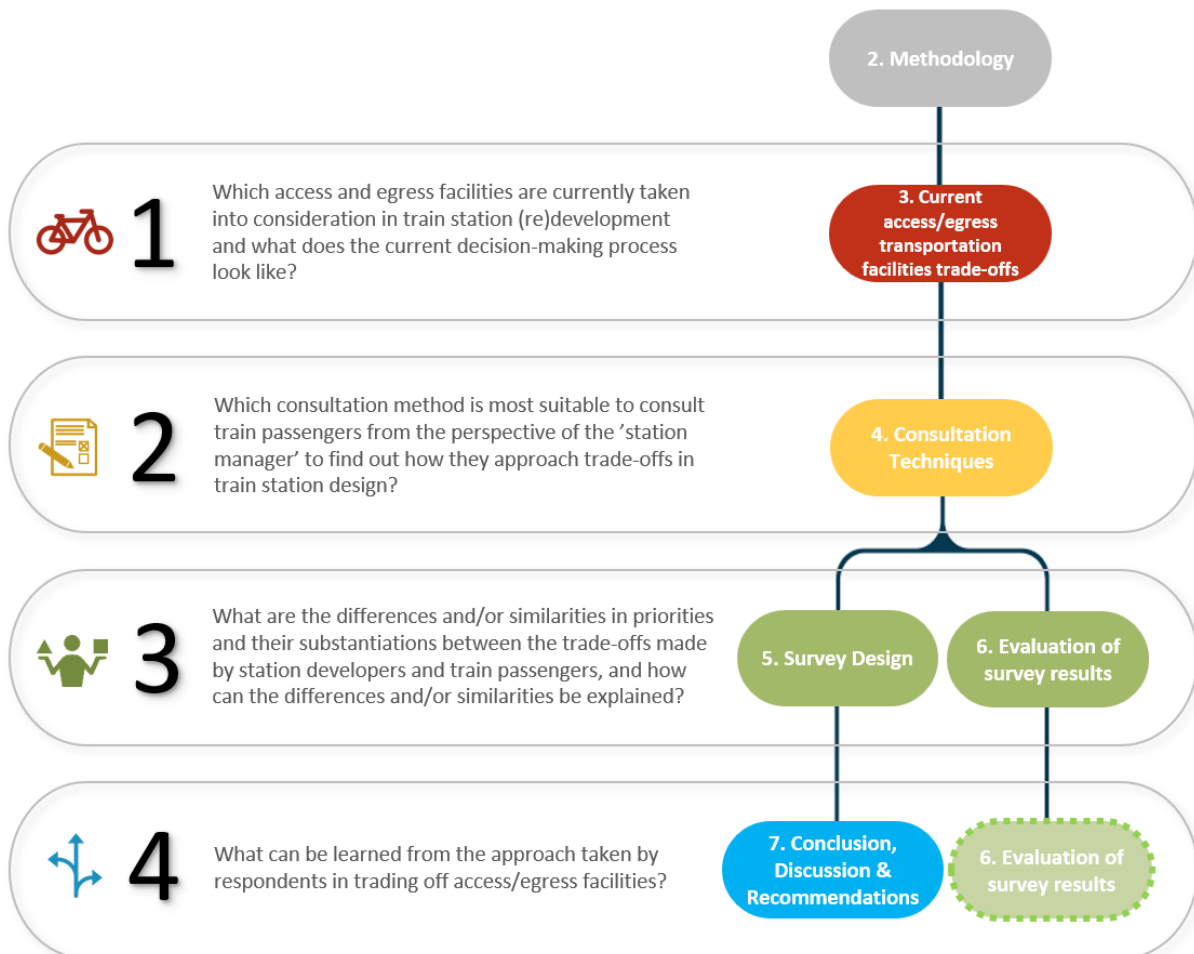 2. Methodology
1
Which access and egress facilities are currently taken
into consideration in train station (re)development
and what does the current decision-making process
look like?
3. Current
access/egress
transportation
facilities trade-offs
2
Which consultation method is most suitable to consult
train passengers from the perspective of the ’station
manager’ to find out how they approach trade-offs in
train station design?
4. Consultation
Techniques
3
What are the differences and/or similarities in priorities
and their substantiations between the trade-offs made
by station developers and train passengers, and how
can the differences and/or similarities be explained?
5. Survey Design
6. Evaluation of
survey results
4
What can be learned from the approach taken by
respondents in trading off access/egress facilities?
7. Conclusion,
Discussion &
Recommendations
6. Evaluation of
survey results